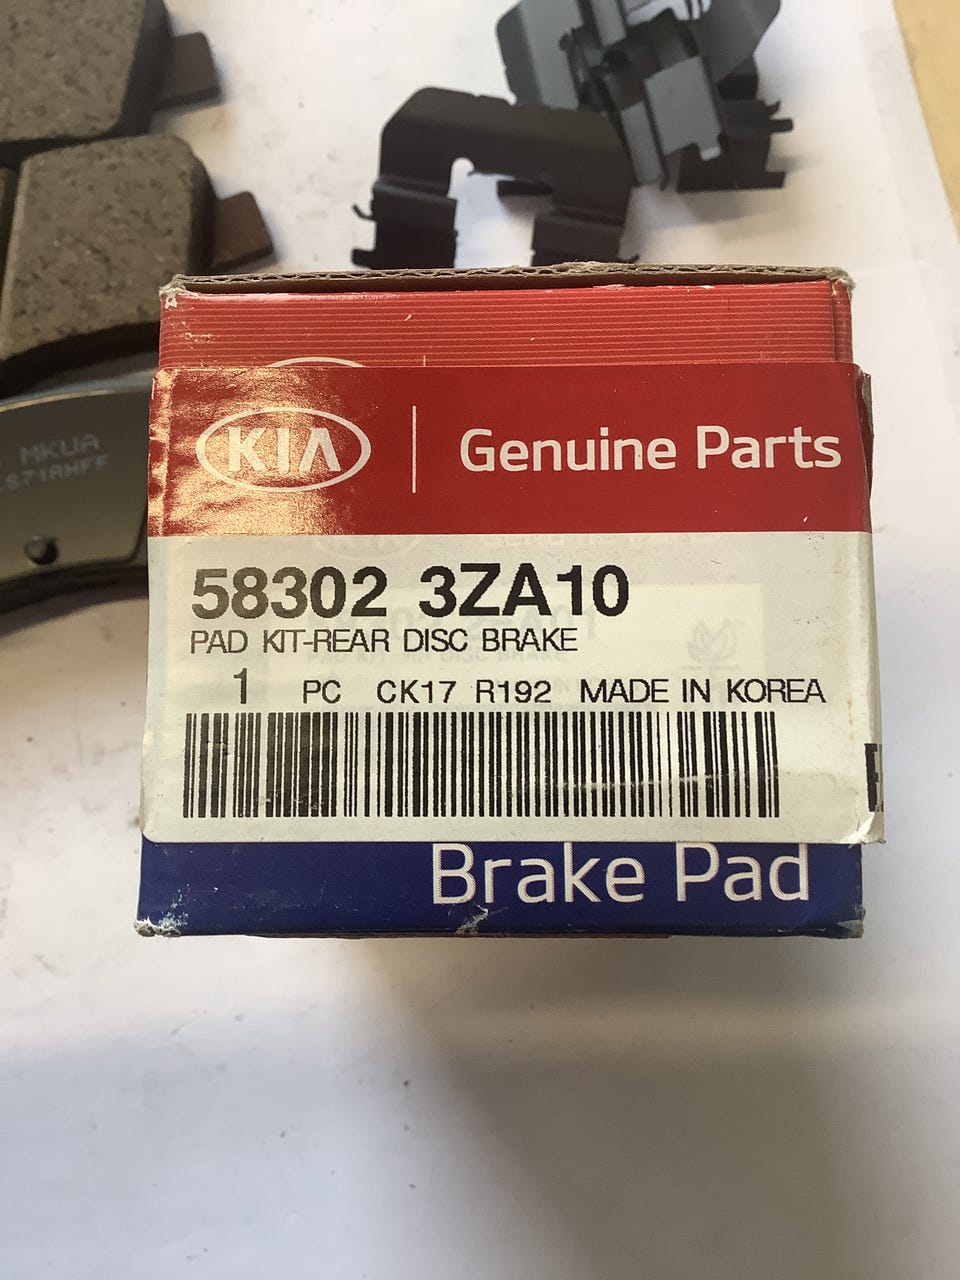 KIA Genuine Parts
58302 3ZA10
PAD KIT-REAR DISC BRAKE
1 PC CK17 R192 MADE IN KOREA
Brake Pad
MKUA